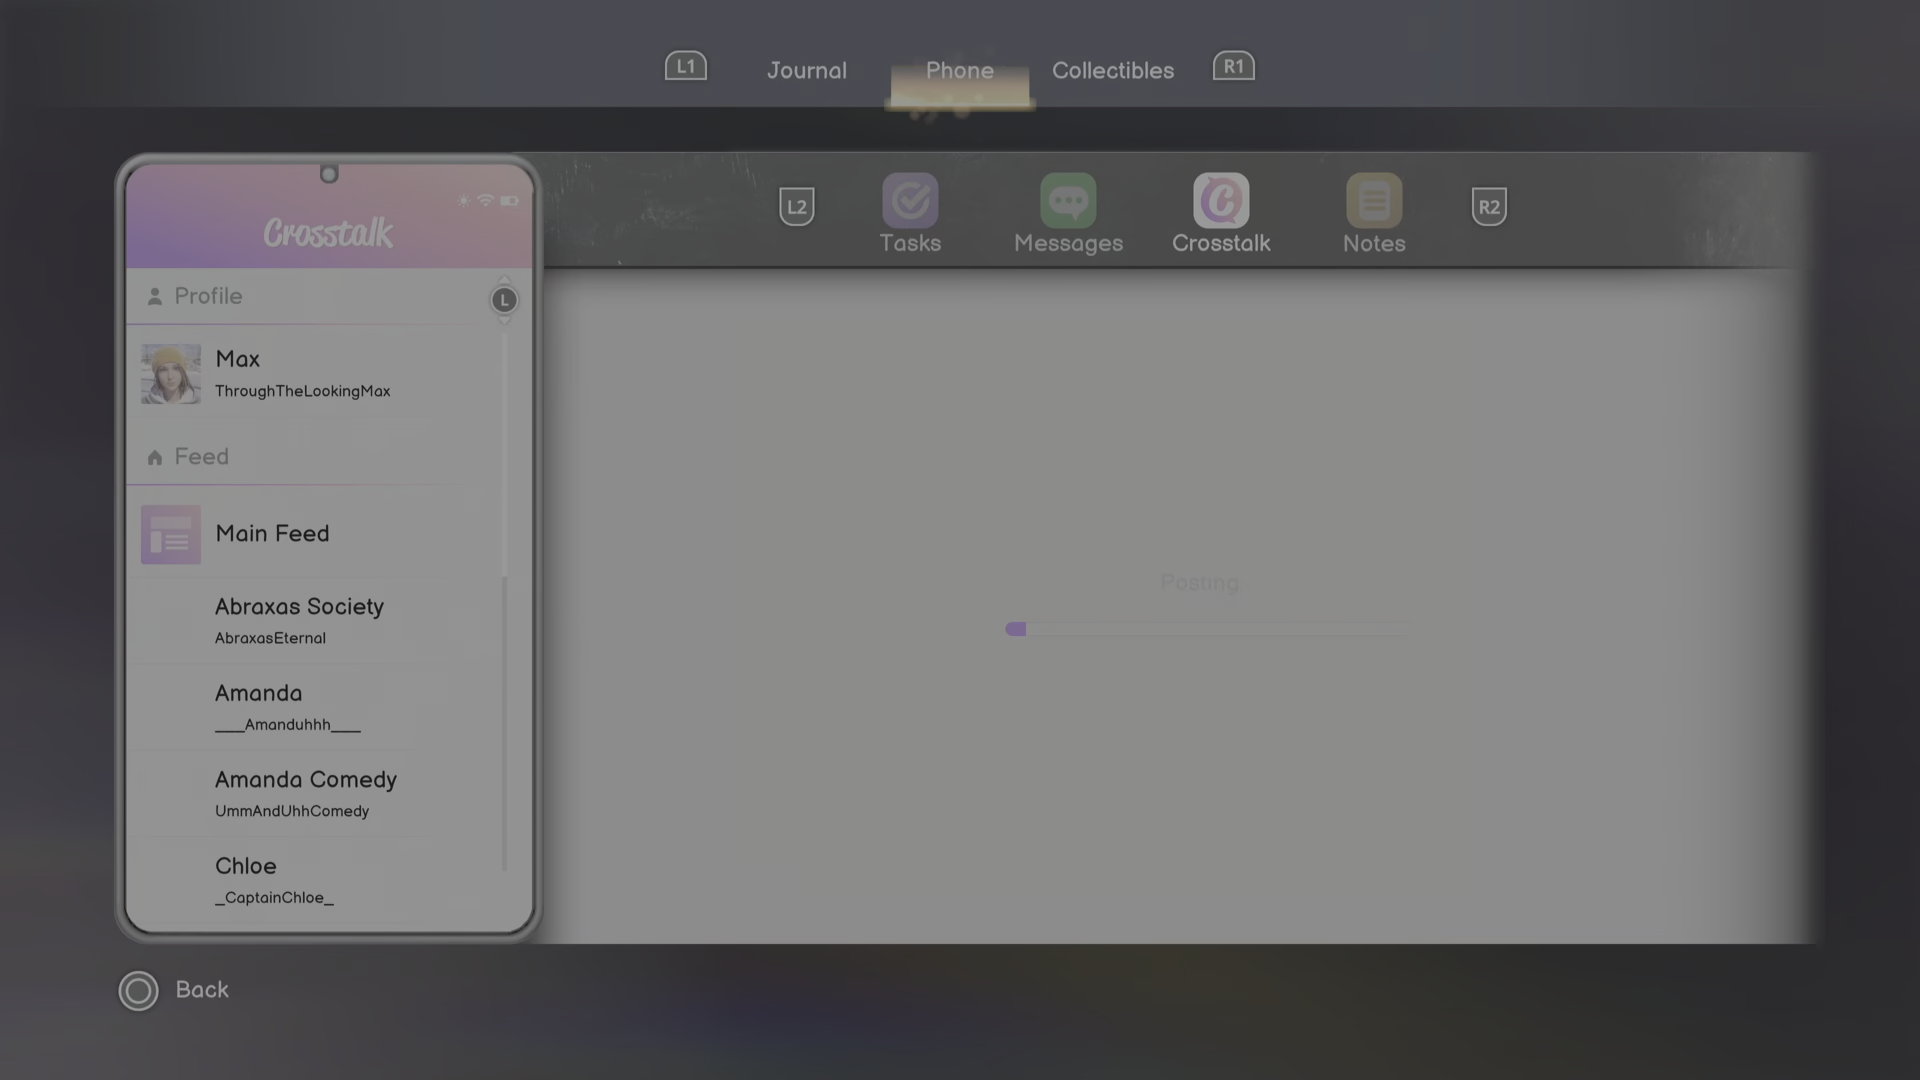 L1
Journal
Phone
Collectibles
R1
Crosstalk
L2
Tasks
Messages
Crosstalk
Notes
R2
Profile
L
Max
ThroughTheLookingMax
Feed
Main Feed
Abraxas Society
AbraxasEternal
Amanda
___Amanduhhh___
Amanda Comedy
UmmAndUhhComedy
Chloe
_CaptainChloe_
Posting
Back